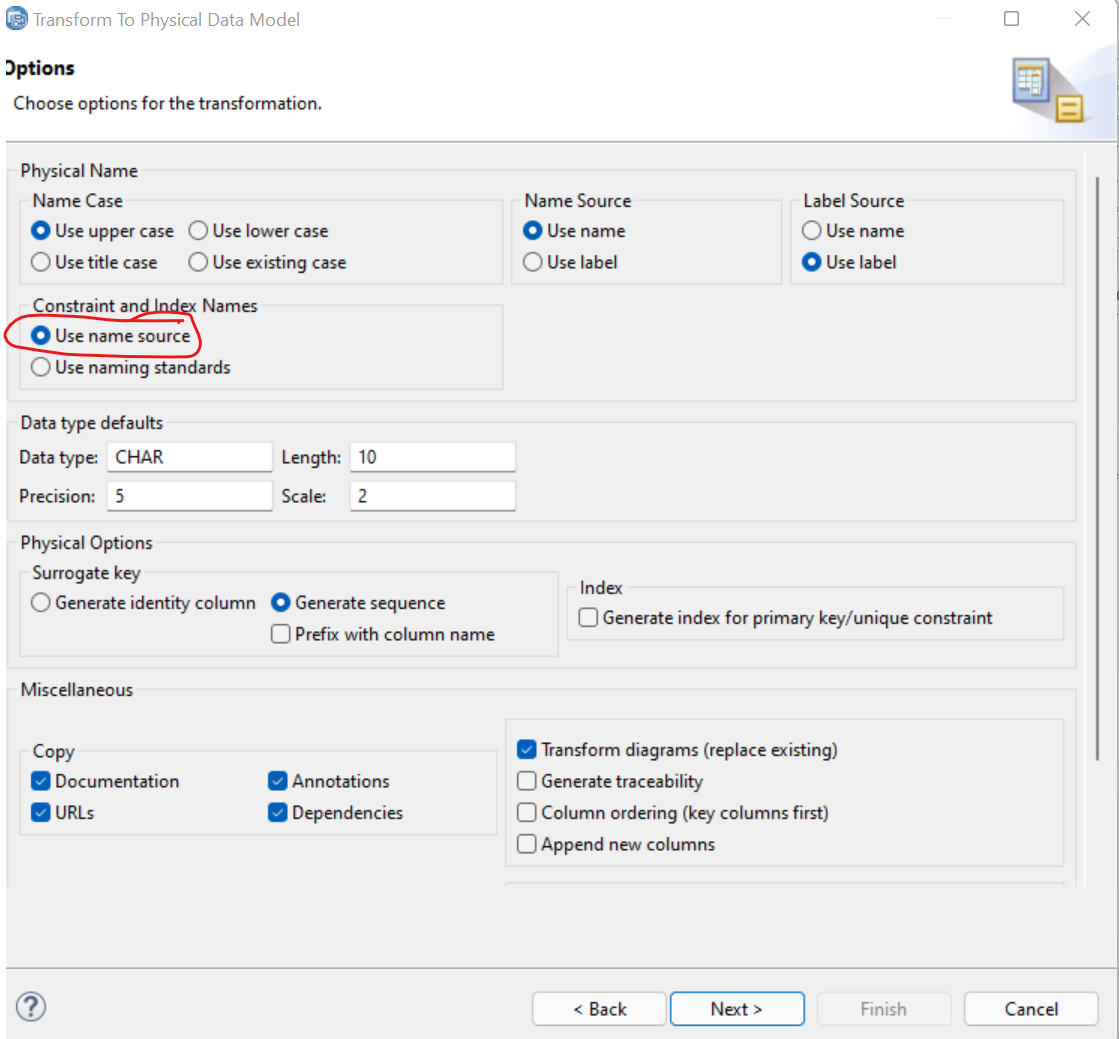 Transform To Physical Data Model
Options
Choose options for the transformation.
Physical Name
Name Case
Use upper case Use lower case
Use title case Use existing case
Name Source
Use name
Use label
Label Source
Use name
Use label
Constraint and Index Names
Use name source
Use naming standards
Data type defaults
Data type: CHAR Length: 10
Precision: 5 Scale: 2
Physical Options
Surrogate key
Generate identity column Generate sequence
Prefix with column name
Index
Generate index for primary key/unique constraint
Miscellaneous
Copy
Documentation Annotations
URLs Dependencies
Transform diagrams (replace existing)
Generate traceability
Column ordering (key columns first)
Append new columns
?
< Back Next > Finish Cancel